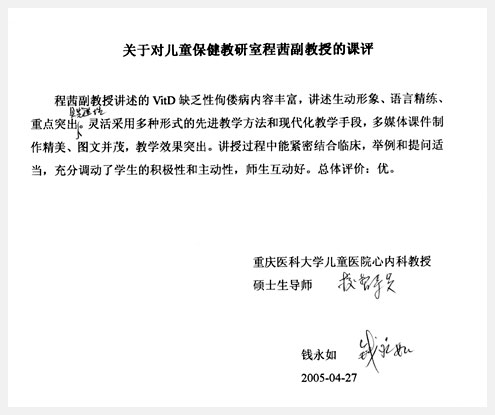 关于对儿童保健教研室程茜副教授的课评
程茜副教授讲述的 VitD 缺乏性佝偻病内容丰富，讲述生动形象、语言精练、
重点突出。灵活采用多种形式的先进教学方法和现代化教学手段，多媒体课件制
作精美、图文并茂，教学效果突出。讲授过程中能紧密结合临床，举例和提问适
当，充分调动了学生的积极性和主动性，师生互动好。总体评价：优。
重庆医科大学儿童医院心内科教授
硕士生导师
钱永如 钱永如
2005-04-27